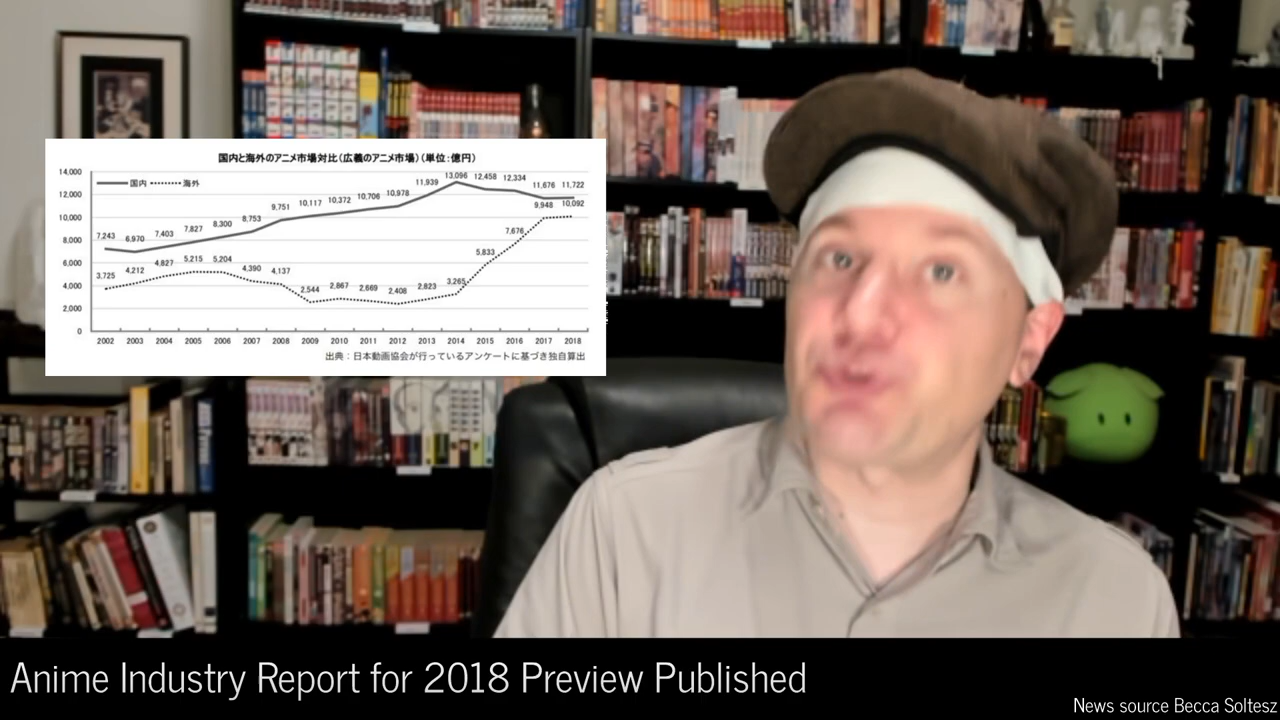 国内と海外のアニメ市場対比（広義のアニメ市場）（単位：億円）
14,000
12,000
10,000
8,000
6,000
4,000
2,000
0
国内 海外
7,243 6,970 7,403 7,827 8,300 8,753 9,751 10,117 10,372 10,706 10,978 11,939 13,096 12,458 12,334 11,676 11,722
3,725 4,212 4,827 5,215 5,204 4,390 4,137 2,544 2,867 2,669 2,408 2,823 3,265 5,833 7,676 9,948 10,092
2002 2003 2004 2005 2006 2007 2008 2009 2010 2011 2012 2013 2014 2015 2016 2017 2018
出典：日本動画協会が行っているアンケートに基づき独自算出
Anime Industry Report for 2018 Preview Published
News source Becca Soltesz